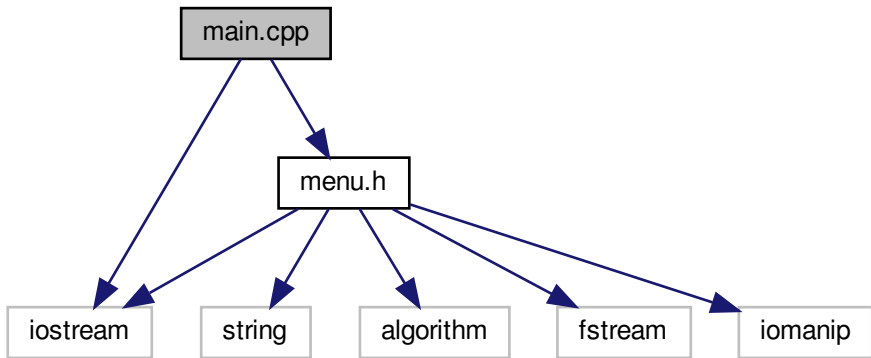 main.cpp
menu.h
iostream
string
algorithm
fstream
iomanip